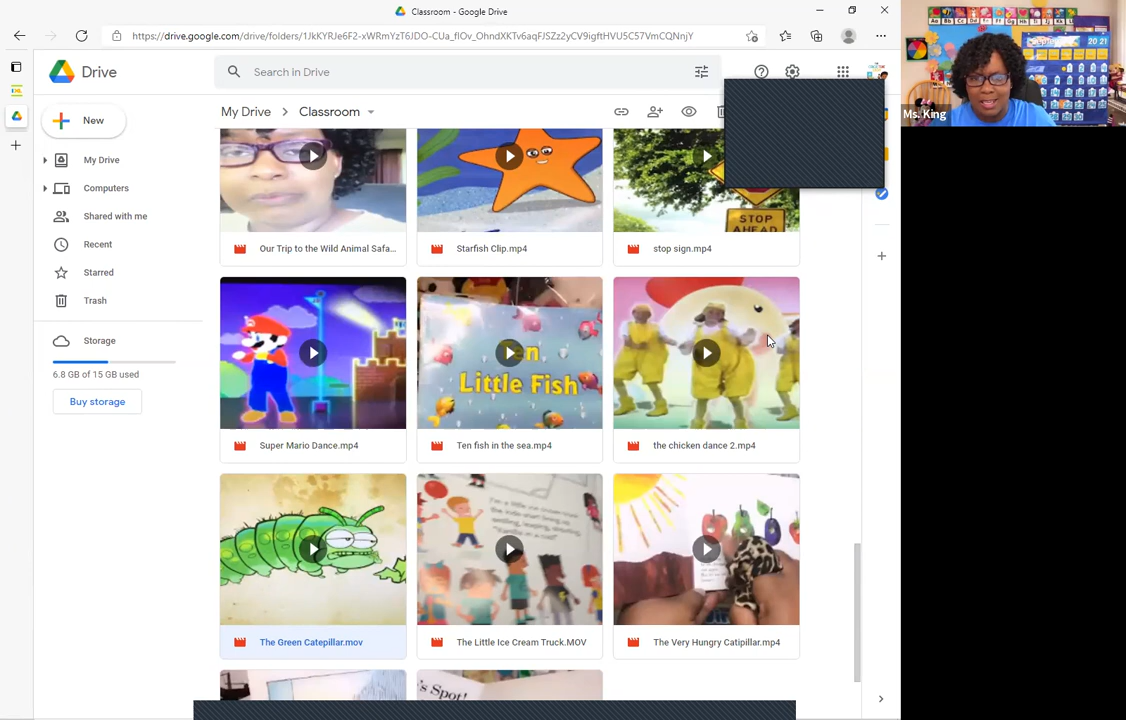 Classroom - Google Drive
https://drive.google.com/drive/folders/1JkKYRJe6F2-xWRmYzT6JDO-CUa_flOv_OhndXKTv6aqFJSZz2yCV9igftHVU5C57VmCQNnjY
Drive
Search in Drive
New
My Drive
Classroom
My Drive
Computers
Shared with me
Recent
Starred
Trash
Storage
6.8 GB of 15 GB used
Buy storage
STOP
AHEAD
Our Trip to the Wild Animal Safa...
Starfish Clip.mp4
stop sign.mp4
Little Fish
Super Mario Dance.mp4
Ten fish in the sea.mp4
the chicken dance 2.mp4
The Green Catepillar.mov
The Little Ice Cream Truck.MOV
The Very Hungry Catipillar.mp4
's Spot!
Ms. King
20 21